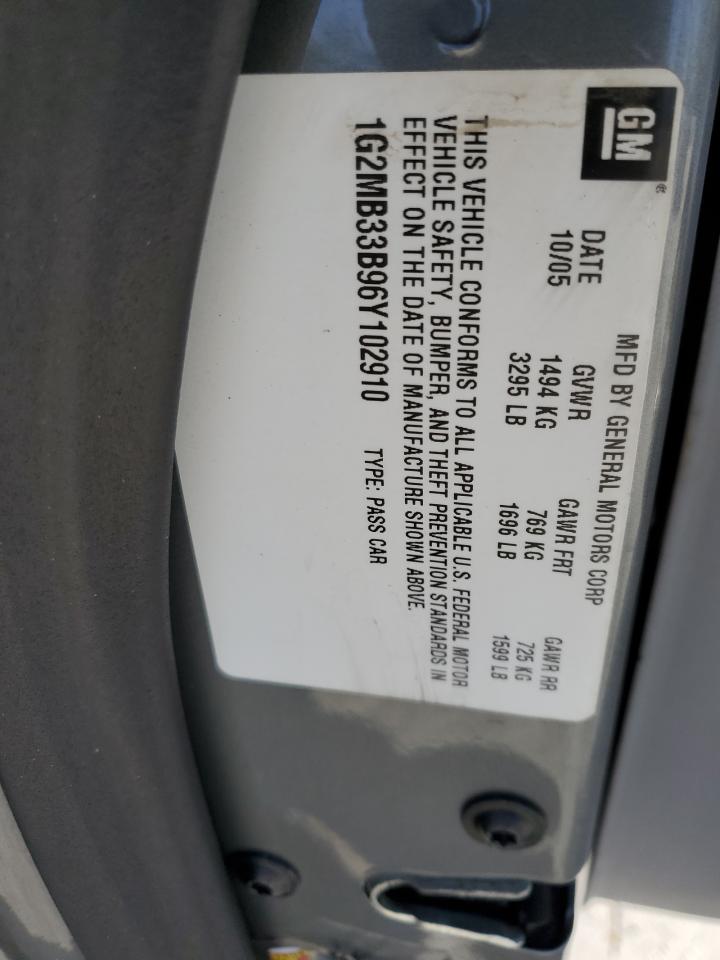 GM
®
MFD BY GENERAL MOTORS CORP
DATE GVWR GAWR FRT GAWR RR
10/05 1494 KG 769 KG 725 KG
3295 LB 1696 LB 1599 LB
THIS VEHICLE CONFORMS TO ALL APPLICABLE U.S. FEDERAL MOTOR
VEHICLE SAFETY, BUMPER, AND THEFT PREVENTION STANDARDS IN
EFFECT ON THE DATE OF MANUFACTURE SHOWN ABOVE.
1G2MB33B96Y102910 TYPE: PASS CAR